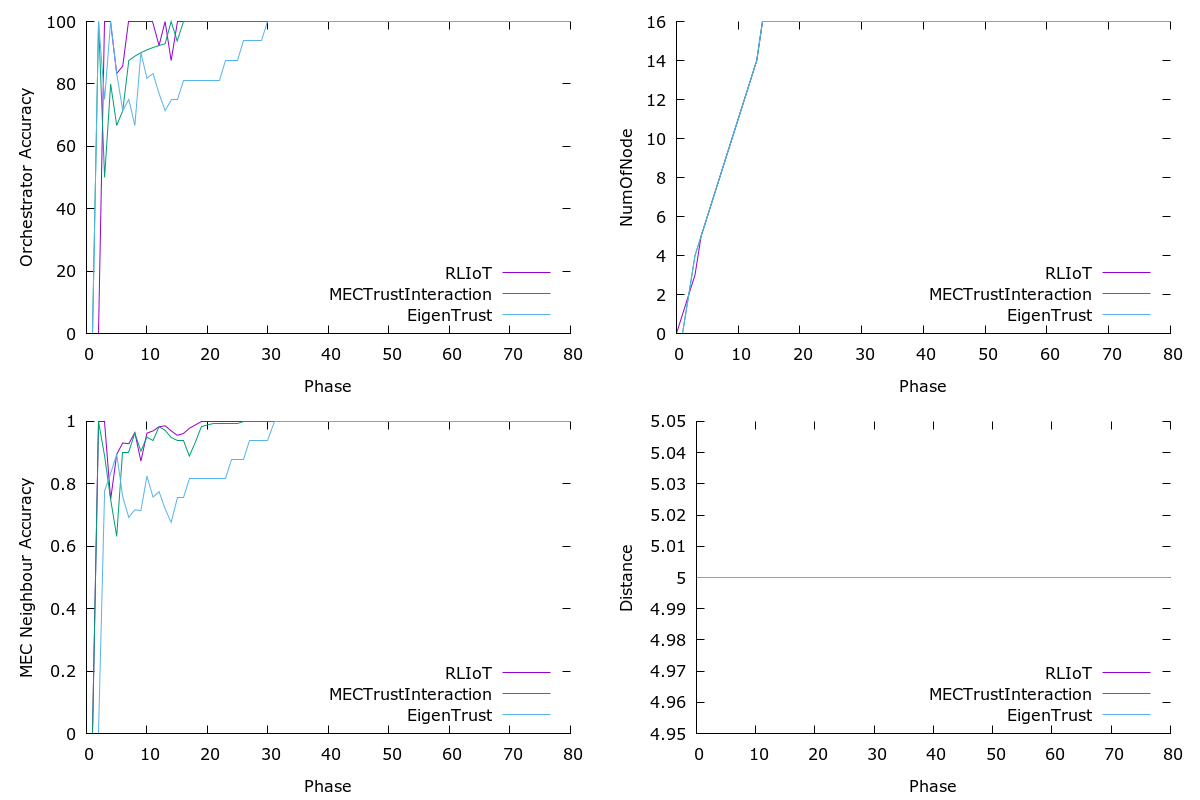 Orchestrator Accuracy
100
80
60
40
20
0
0 10 20 30 40 50 60 70 80
Phase
RLIoT
MECTrustInteraction
EigenTrust
NumOfNode
16
14
12
10
8
6
4
2
0
0 10 20 30 40 50 60 70 80
Phase
RLIoT
MECTrustInteraction
EigenTrust
MEC Neighbour Accuracy
1
0.8
0.6
0.4
0.2
0
0 10 20 30 40 50 60 70 80
Phase
RLIoT
MECTrustInteraction
EigenTrust
Distance
5.05
5.04
5.03
5.02
5.01
5
4.99
4.98
4.97
4.96
4.95
0 10 20 30 40 50 60 70 80
Phase
RLIoT
MECTrustInteraction
EigenTrust